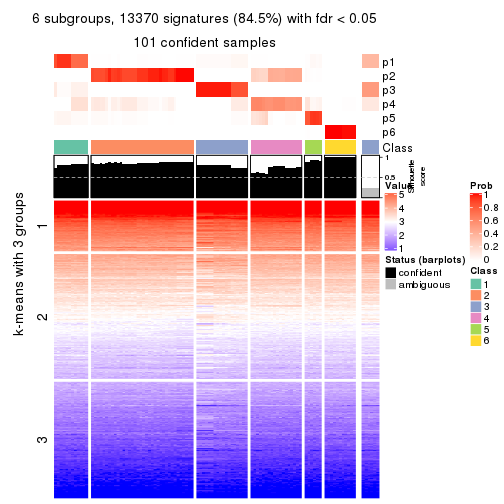 6 subgroups, 13370 signatures (84.5%) with fdr < 0.05
101 confident samples
p1
p2
p3
p4
p5
p6
Class
1
0.5
0
Silhouette
score
Value
5
4
3
2
1
Prob
1
0.8
0.6
0.4
0.2
0
Status (barplots)
confident
ambiguous
Class
1
2
3
4
5
6
k-means with 3 groups
1
2
3